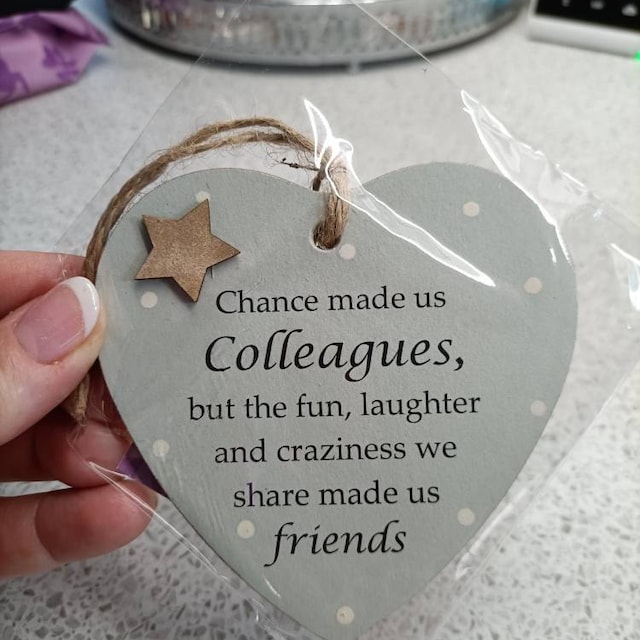 Chance made us
Colleagues,
but the fun, laughter
and craziness we
share made us
friends